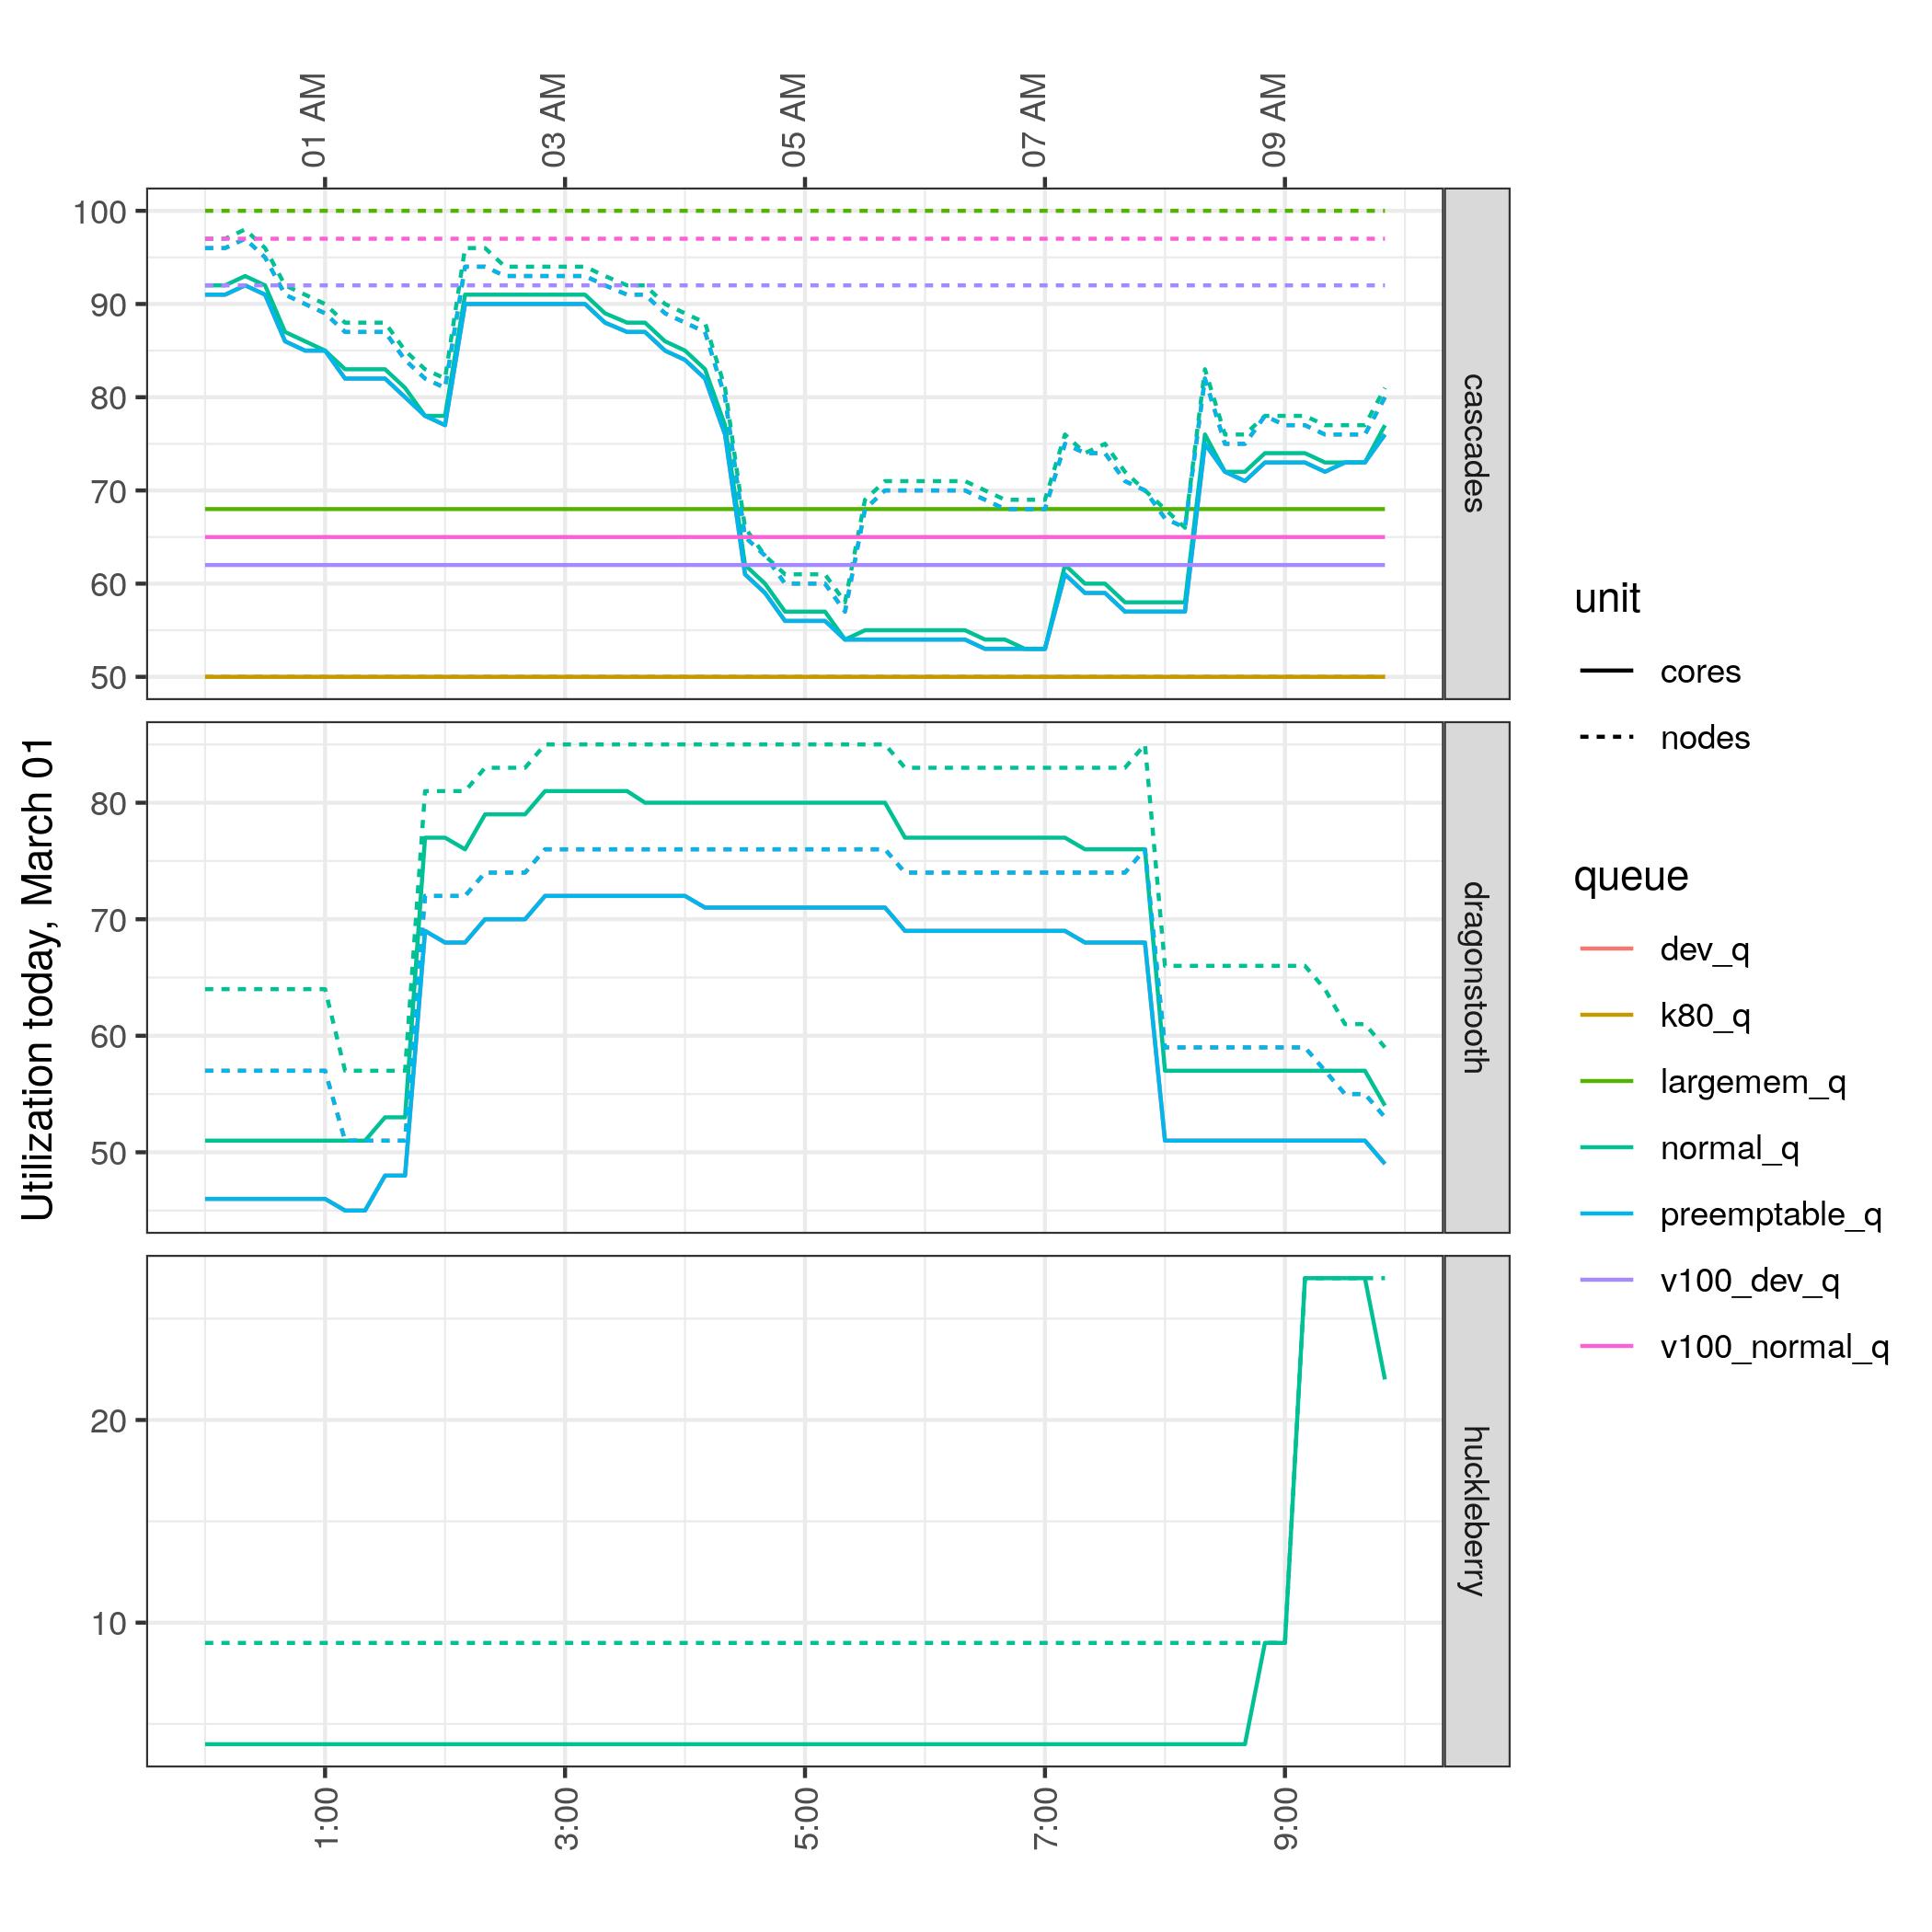 01 AM
03 AM
05 AM
07 AM
09 AM
Utilization today, March 01
100
90
80
70
60
50
cascades
80
70
60
50
dragonstooth
20
10
huckleberry
1:00
3:00
5:00
7:00
9:00
unit
cores
nodes
queue
dev_q
k80_q
largemem_q
normal_q
preemptable_q
v100_dev_q
v100_normal_q